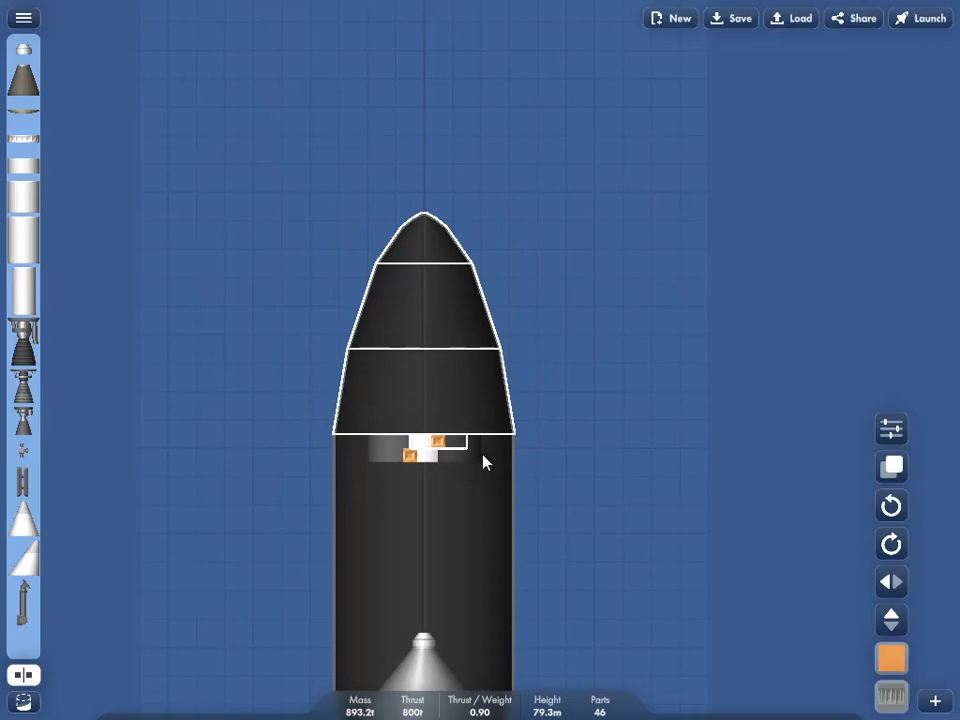 New
Save
Load
Share
Launch
Mass
893.2t
Thrust
800t
Thrust / Weight
0.90
Height
79.3m
Parts
46